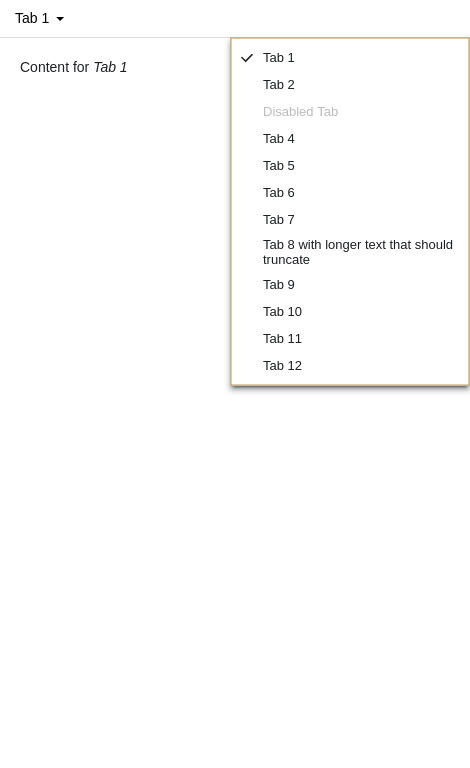 Tab 1
Content for Tab 1
Tab 1
Tab 2
Disabled Tab
Tab 4
Tab 5
Tab 6
Tab 7
Tab 8 with longer text that should
truncate
Tab 9
Tab 10
Tab 11
Tab 12